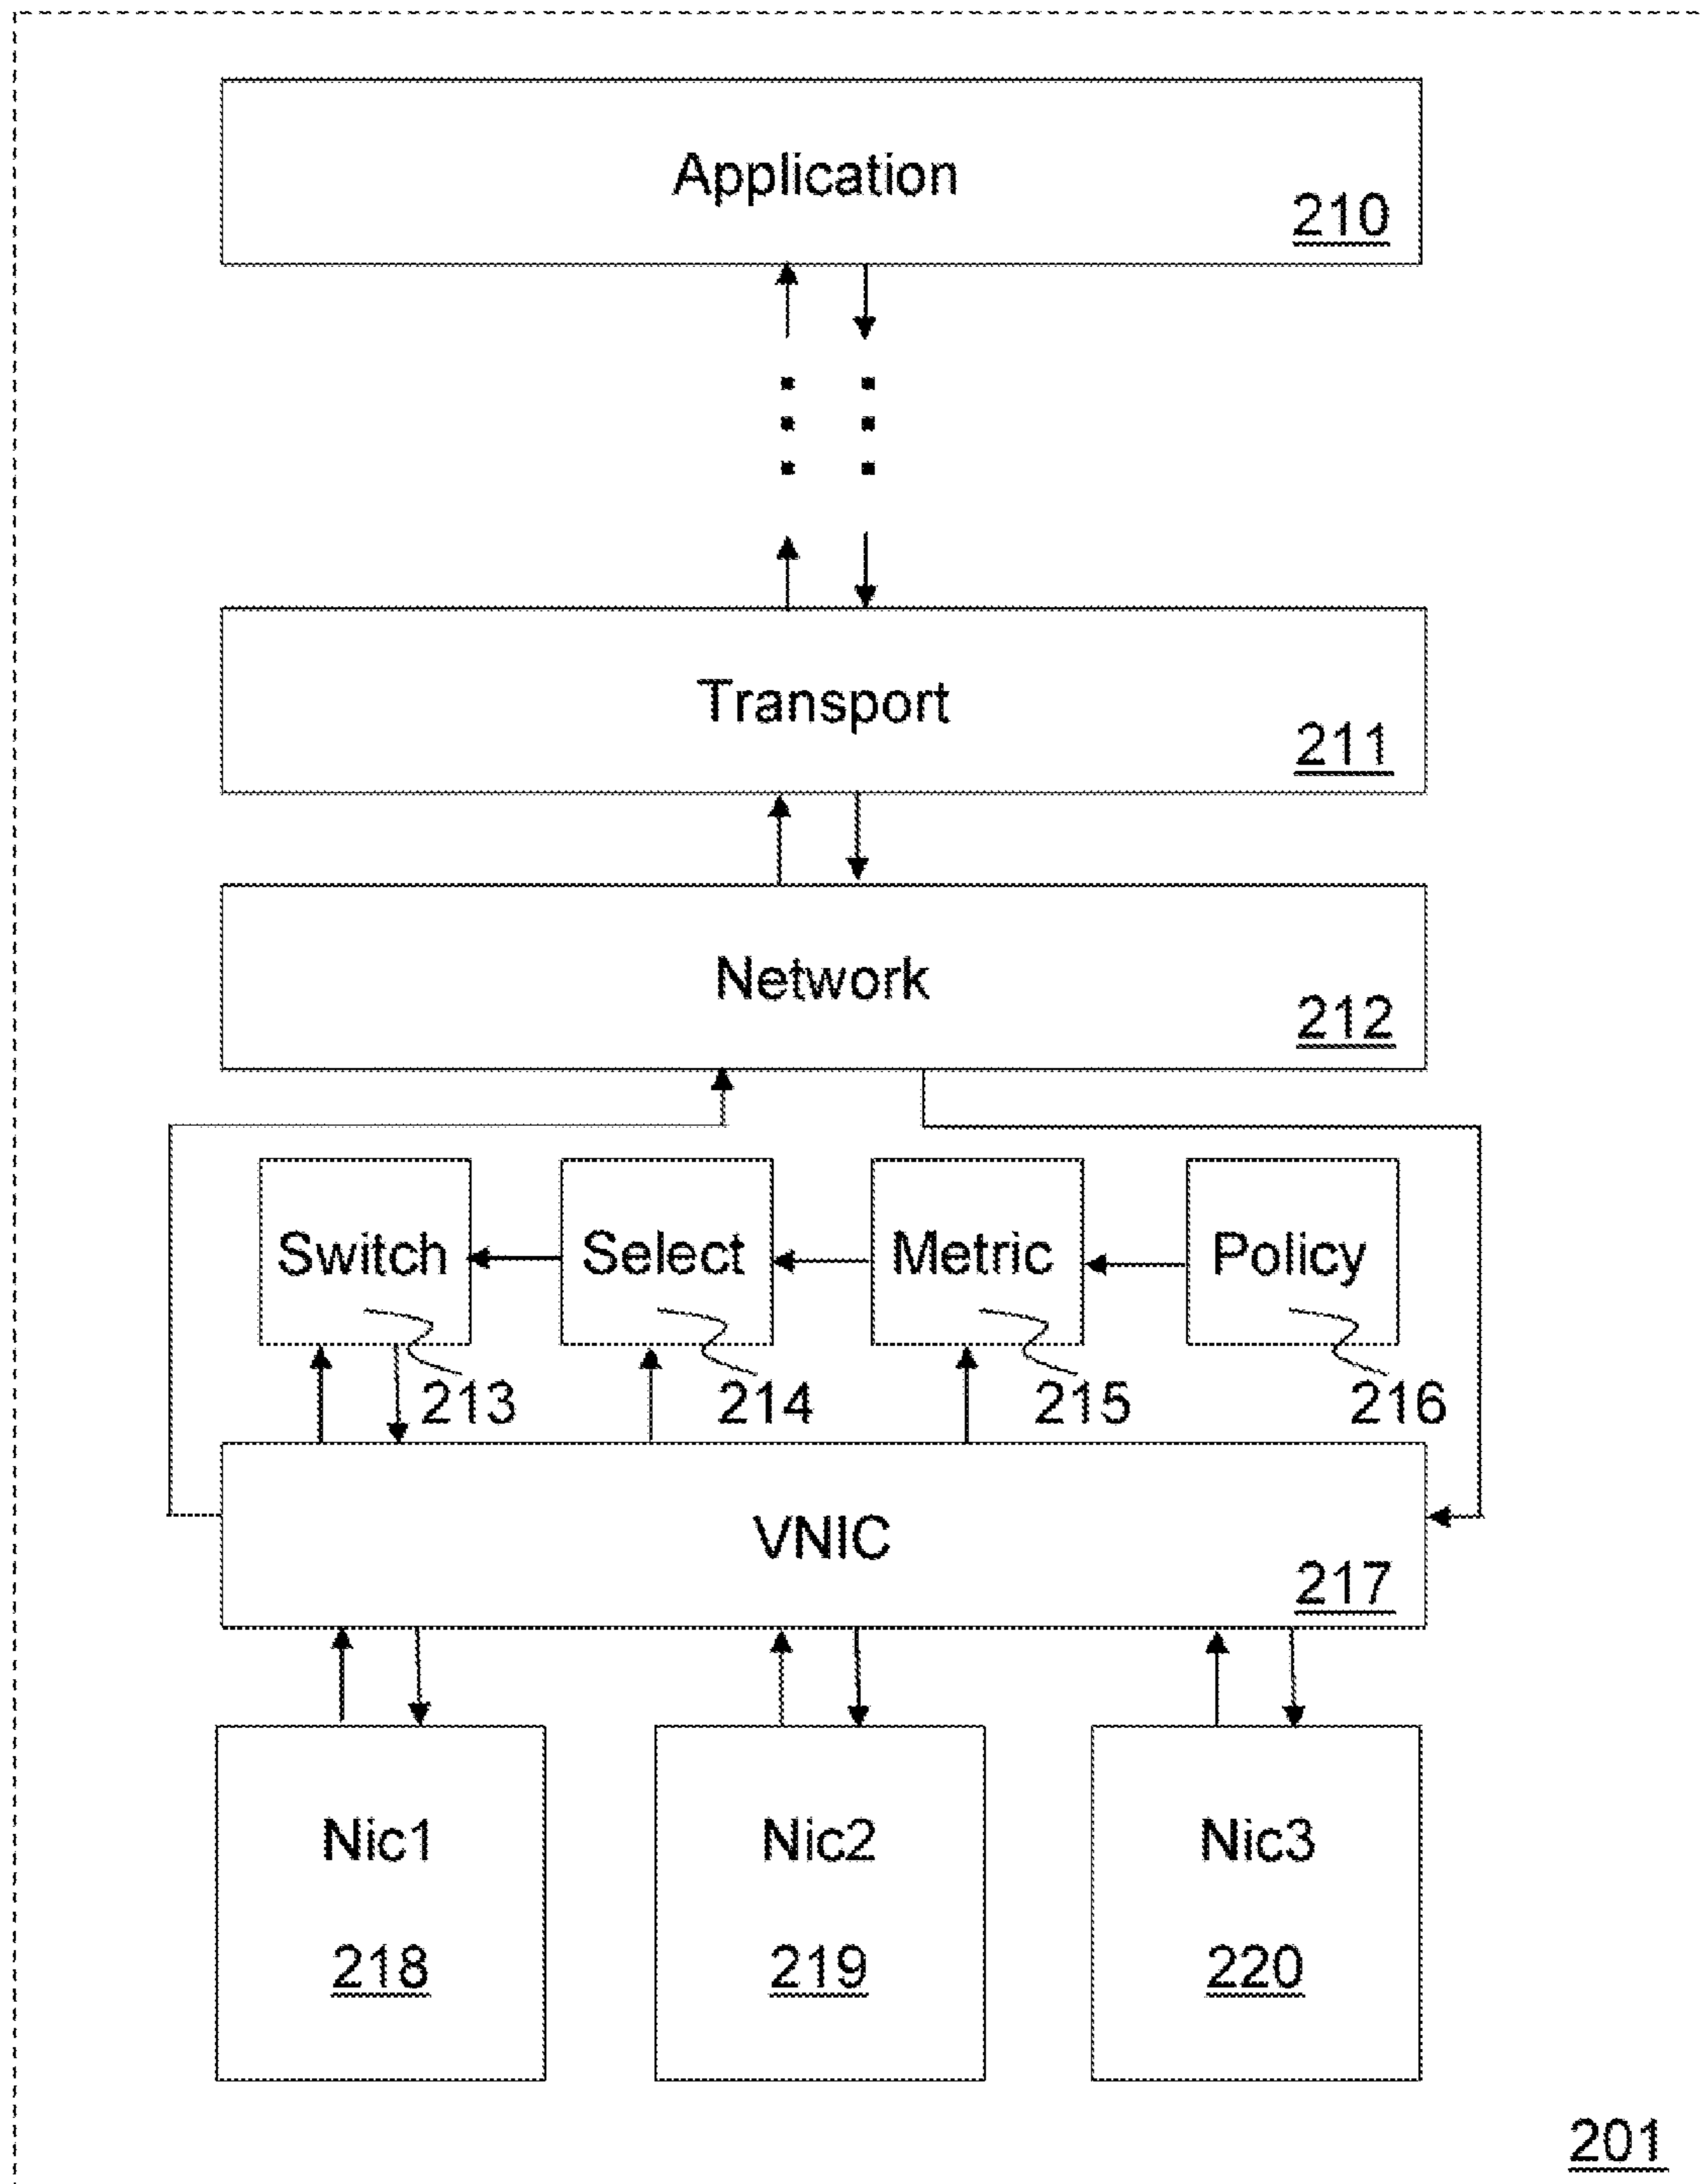 Application
210
Transport
211
Network
212
Switch Select Metric Policy
213 214 215 216
VNIC
217
Nic1 Nic2 Nic3
218 219 220
201